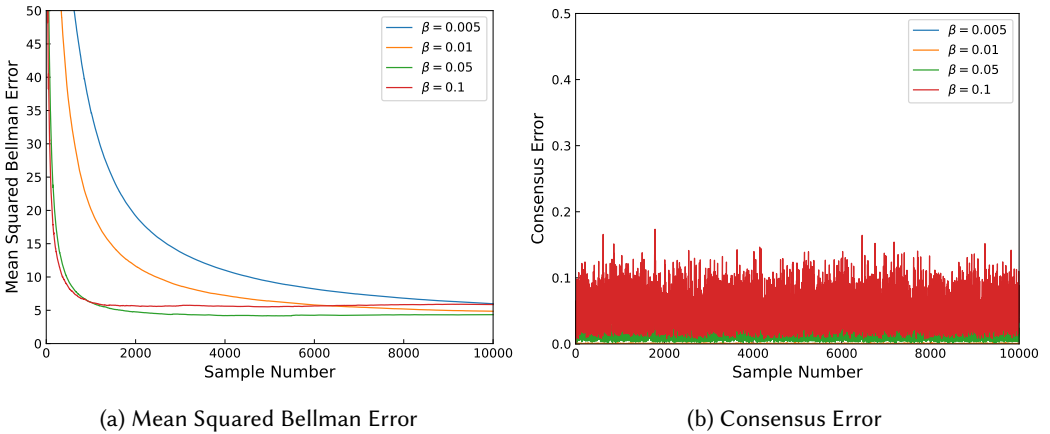 Mean Squared Bellman Error
50
45
40
35
30
25
20
15
10
5
0
0 2000 4000 6000 8000 10000
Sample Number
β = 0.005
β = 0.01
β = 0.05
β = 0.1
(a) Mean Squared Bellman Error
Consensus Error
0.5
0.4
0.3
0.2
0.1
0.0
0 2000 4000 6000 8000 10000
Sample Number
β = 0.005
β = 0.01
β = 0.05
β = 0.1
(b) Consensus Error